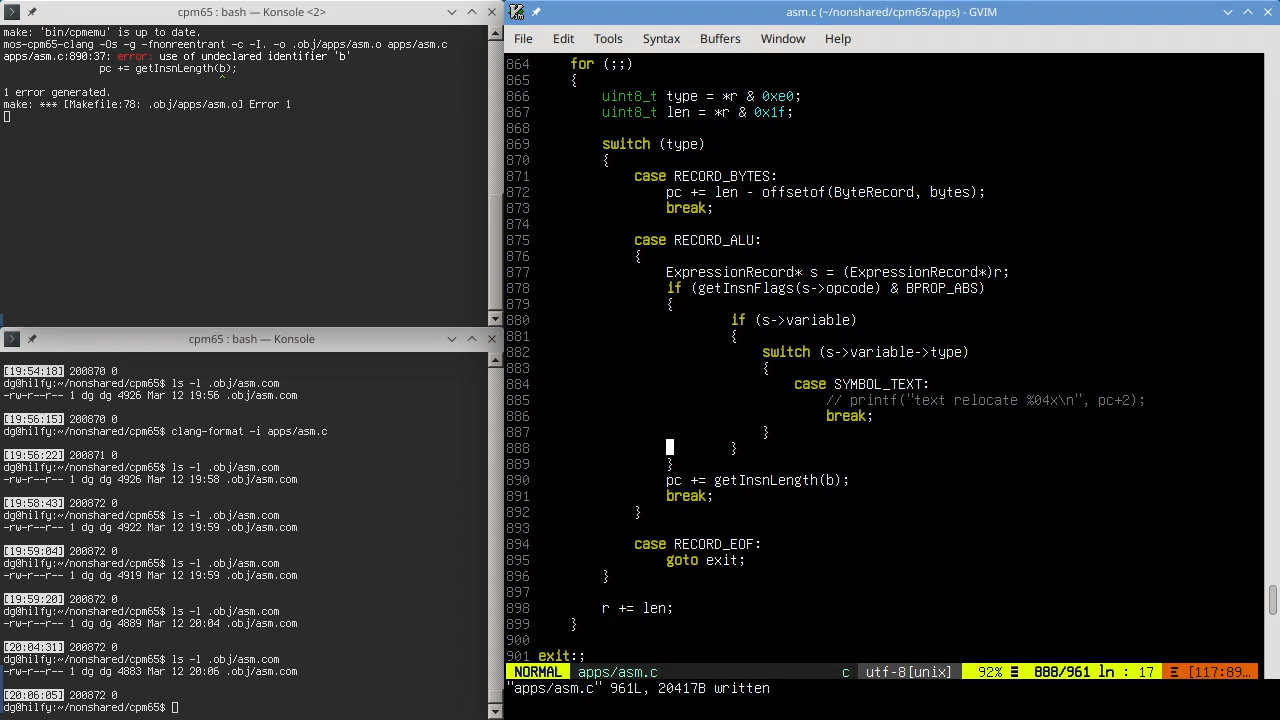 cpm65 : bash — Konsole <2>
make: 'bin/cpmemu' is up to date.
mos-cpm65-clang -Os -g -fnonreentrant -c -I. -o .obj/apps/asm.o apps/asm.c
apps/asm.c:890:37: error: use of undeclared identifier 'b'
pc += getInsnLength(b);
^
1 error generated.
make: *** [Makefile:78: .obj/apps/asm.o] Error 1
cpm65 : bash — Konsole
[19:54:18] 200870 0
dg@hilfy:~/nonshared/cpm65$ ls -l .obj/asm.com
-rw-r--r-- 1 dg dg 4926 Mar 12 19:56 .obj/asm.com
[19:56:15] 200870 0
dg@hilfy:~/nonshared/cpm65$ clang-format -i apps/asm.c
[19:56:22] 200871 0
dg@hilfy:~/nonshared/cpm65$ ls -l .obj/asm.com
-rw-r--r-- 1 dg dg 4926 Mar 12 19:58 .obj/asm.com
[19:58:43] 200872 0
dg@hilfy:~/nonshared/cpm65$ ls -l .obj/asm.com
-rw-r--r-- 1 dg dg 4922 Mar 12 19:59 .obj/asm.com
[19:59:04] 200872 0
dg@hilfy:~/nonshared/cpm65$ ls -l .obj/asm.com
-rw-r--r-- 1 dg dg 4919 Mar 12 19:59 .obj/asm.com
[19:59:20] 200872 0
dg@hilfy:~/nonshared/cpm65$ ls -l .obj/asm.com
-rw-r--r-- 1 dg dg 4889 Mar 12 20:04 .obj/asm.com
[20:04:31] 200872 0
dg@hilfy:~/nonshared/cpm65$ ls -l .obj/asm.com
-rw-r--r-- 1 dg dg 4883 Mar 12 20:06 .obj/asm.com
[20:06:05] 200872 0
dg@hilfy:~/nonshared/cpm65$
asm.c (~/nonshared/cpm65/apps) - GVIM
File Edit Tools Syntax Buffers Window Help
864 for (;;)
865 {
866 uint8_t type = *r & 0xe0;
867 uint8_t len = *r & 0x1f;
868
869 switch (type)
870 {
871 case RECORD_BYTES:
872 pc += len - offsetof(ByteRecord, bytes);
873 break;
874
875 case RECORD_ALU:
876 {
877 ExpressionRecord* s = (ExpressionRecord*)r;
878 if (getInsnFlags(s->opcode) & BPROP_ABS)
879 {
880 if (s->variable)
881 {
882 switch (s->variable->type)
883 {
884 case SYMBOL_TEXT:
885 // printf("text relocate %04x\n", pc+2);
886 break;
887 }
888 }
889 }
890 pc += getInsnLength(b);
891 break;
892 }
893
894 case RECORD_EOF:
895 goto exit;
896 }
897
898 r += len;
899 }
900
901 exit:;
NORMAL apps/asm.c c utf-8[unix] 92% ☰ 888/961 ln : 17 Ξ [117:89…
"apps/asm.c" 961L, 20417B written